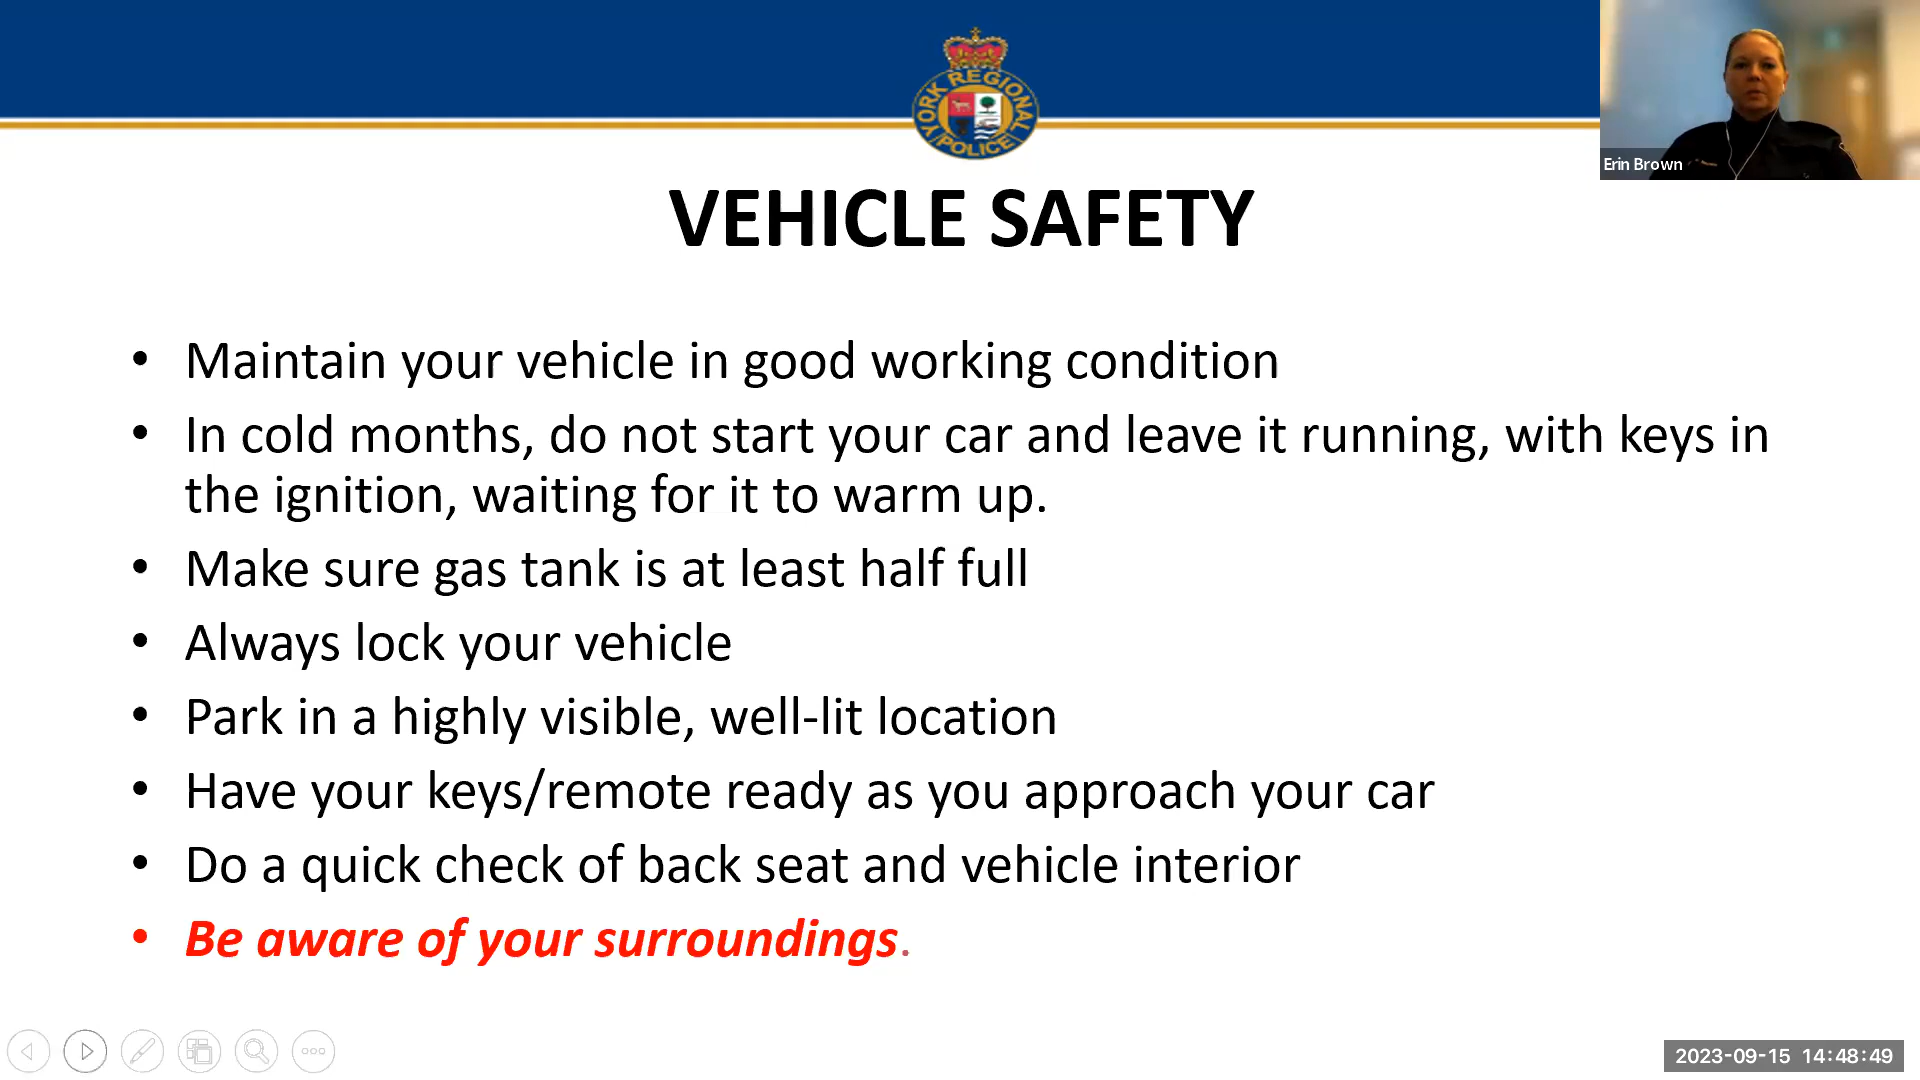 YORK REGIONAL POLICE
Erin Brown
VEHICLE SAFETY
• Maintain your vehicle in good working condition
• In cold months, do not start your car and leave it running, with keys in
the ignition, waiting for it to warm up.
• Make sure gas tank is at least half full
• Always lock your vehicle
• Park in a highly visible, well-lit location
• Have your keys/remote ready as you approach your car
• Do a quick check of back seat and vehicle interior
• Be aware of your surroundings.
2023-09-15 14:48:49